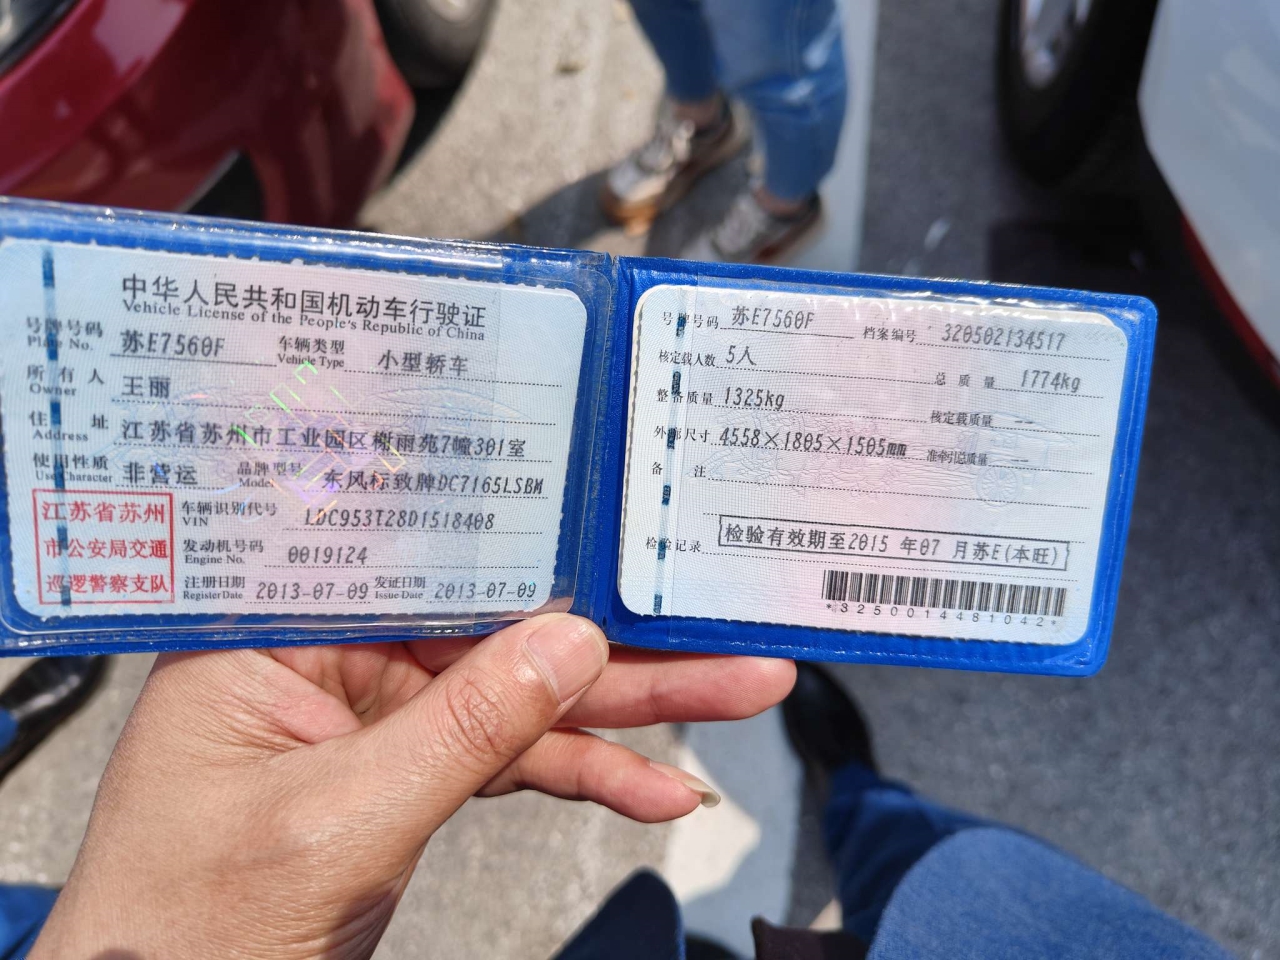 中华人民共和国机动车行驶证
Vehicle License of the People's Republic of China
号牌号码 苏E7560F 车辆类型 小型轿车
Plate No. Vehicle Type
所有人 王丽
Owner
住址 江苏省苏州市工业园区榭雨苑7幢301室
Address
使用性质 非营运 品牌型号 东风标致牌DC7165LSBM
Use Character Model
江苏省苏州
市公安局交通
巡逻警察支队
车辆识别代号 LDC953T28D1518408
VIN
发动机号码 0019124
Engine No.
注册日期 2013-07-09 发证日期 2013-07-09
Register Date Issue Date
号牌号码 苏E7560F 档案编号 320502134517
核定载人数 5人 总质量 1774kg
整备质量 1325kg 核定载质量 --
外廓尺寸 4558×1805×1505mm 准牵引总质量 --
备注
检验记录 检验有效期至2015年07月苏E(本旺)
*3250014481042*